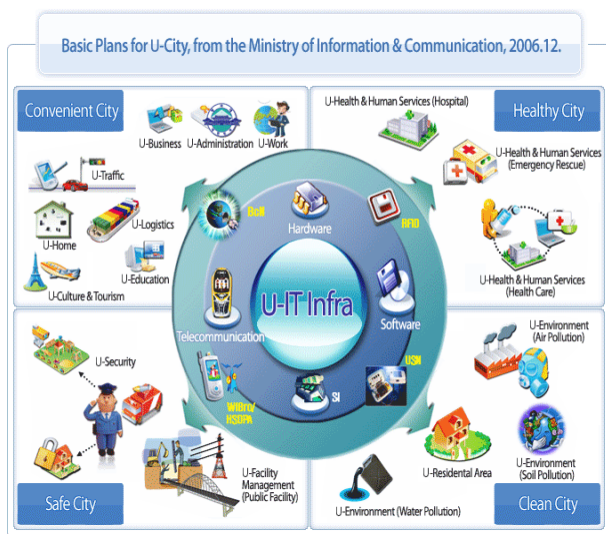 Basic Plans for U-City, from the Ministry of Information & Communication, 2006.12.
Convenient City
U-Business
U-Administration
U-Work
U-Traffic
U-Logistics
U-Home
U-Education
U-Culture & Tourism
Healthy City
U-Health & Human Services (Hospital)
U-Health & Human Services
(Emergency Rescue)
U-Health & Human Services
(Health Care)
BcN
Hardware
RFID
Telecommunication
U-IT Infra
Software
WiBro/
HSDPA
SI
USN
U-Security
U-Facility
Management
(Public Facility)
Safe City
U-Environment
(Air Pollution)
U-Residental Area
U-Environment
(Soil Pollution)
U-Environment (Water Pollution)
Clean City